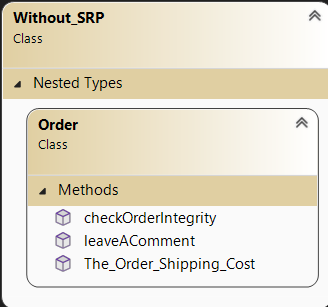 Without_SRP
Class
Nested Types
Order
Class
Methods
checkOrderIntegrity
leaveAComment
The_Order_Shipping_Cost